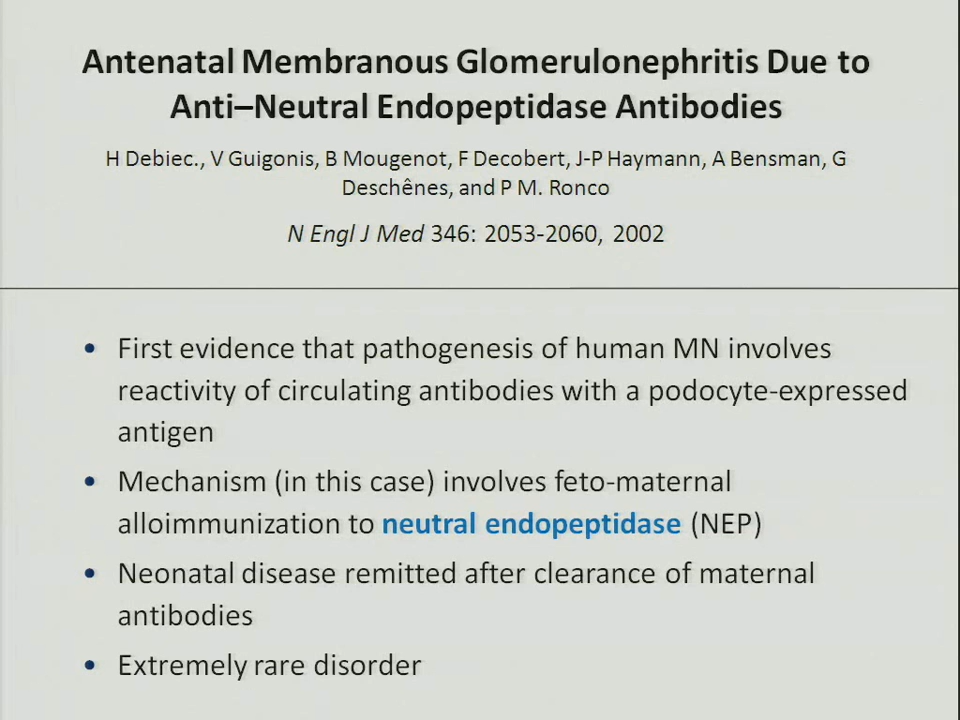 Antenatal Membranous Glomerulonephritis Due to
Anti–Neutral Endopeptidase Antibodies
H Debiec., V Guigonis, B Mougenot, F Decobert, J-P Haymann, A Bensman, G
Deschênes, and P M. Ronco
N Engl J Med 346: 2053-2060, 2002
• First evidence that pathogenesis of human MN involves
reactivity of circulating antibodies with a podocyte-expressed
antigen
• Mechanism (in this case) involves feto-maternal
alloimmunization to neutral endopeptidase (NEP)
• Neonatal disease remitted after clearance of maternal
antibodies
• Extremely rare disorder